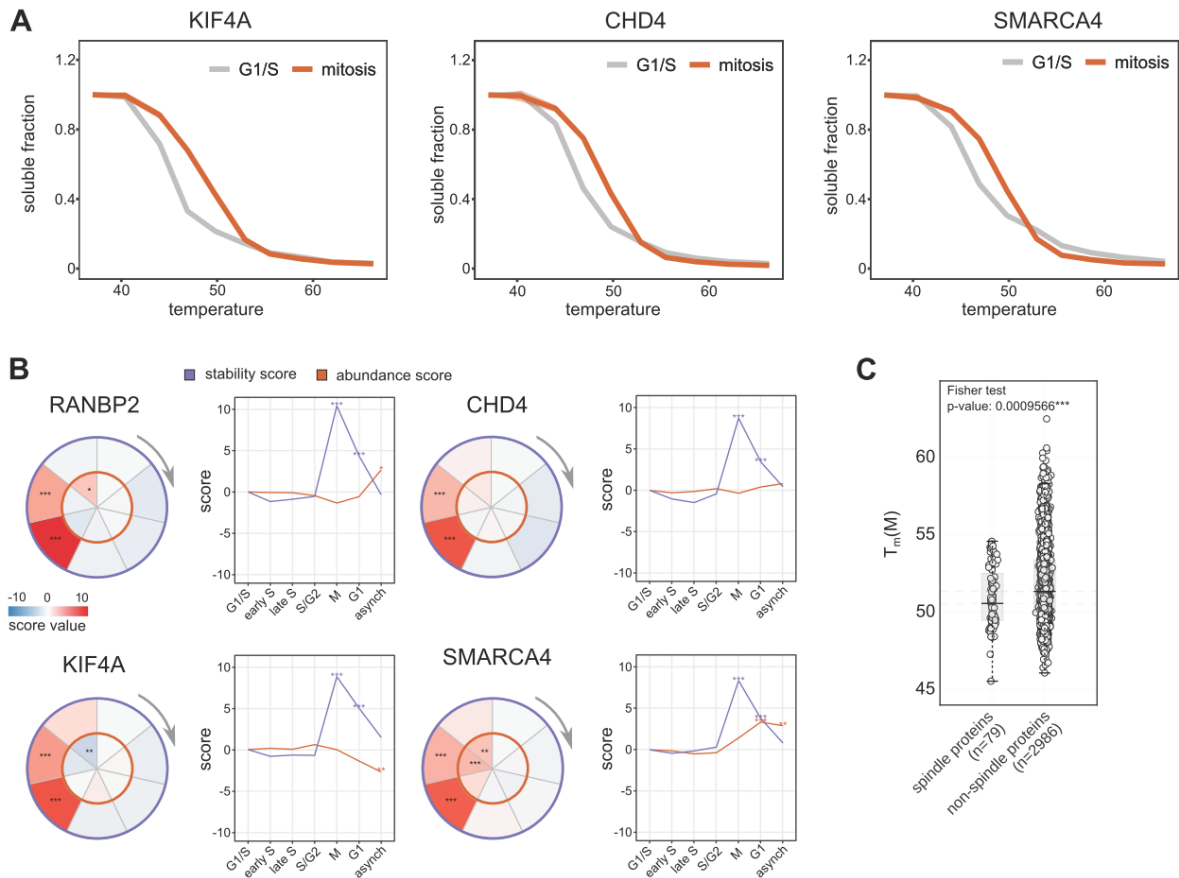 A
KIF4A
CHD4
SMARCA4
1.2
0.8
0.4
0
soluble fraction
G1/S mitosis
40 50 60
temperature
1.2
0.8
0.4
0
soluble fraction
G1/S mitosis
40 50 60
temperature
1.2
0.8
0.4
0
soluble fraction
G1/S mitosis
40 50 60
temperature
B
stability score abundance score
RANBP2
***
***
*
-10 0 10
score value
10
5
0
-5
-10
score
***
***
*
G1/S
early S
late S
S/G2
M
G1
asynch
CHD4
***
***
10
5
0
-5
-10
score
***
***
G1/S
early S
late S
S/G2
M
G1
asynch
KIF4A
***
***
**
10
5
0
-5
-10
score
***
***
**
G1/S
early S
late S
S/G2
M
G1
asynch
SMARCA4
***
***
**
***
10
5
0
-5
-10
score
***
***
***
**
G1/S
early S
late S
S/G2
M
G1
asynch
C
Fisher test
p-value: 0.0009566***
60
55
50
45
Tm(M)
spindle proteins
(n=79)
non-spindle proteins
(n=2986)